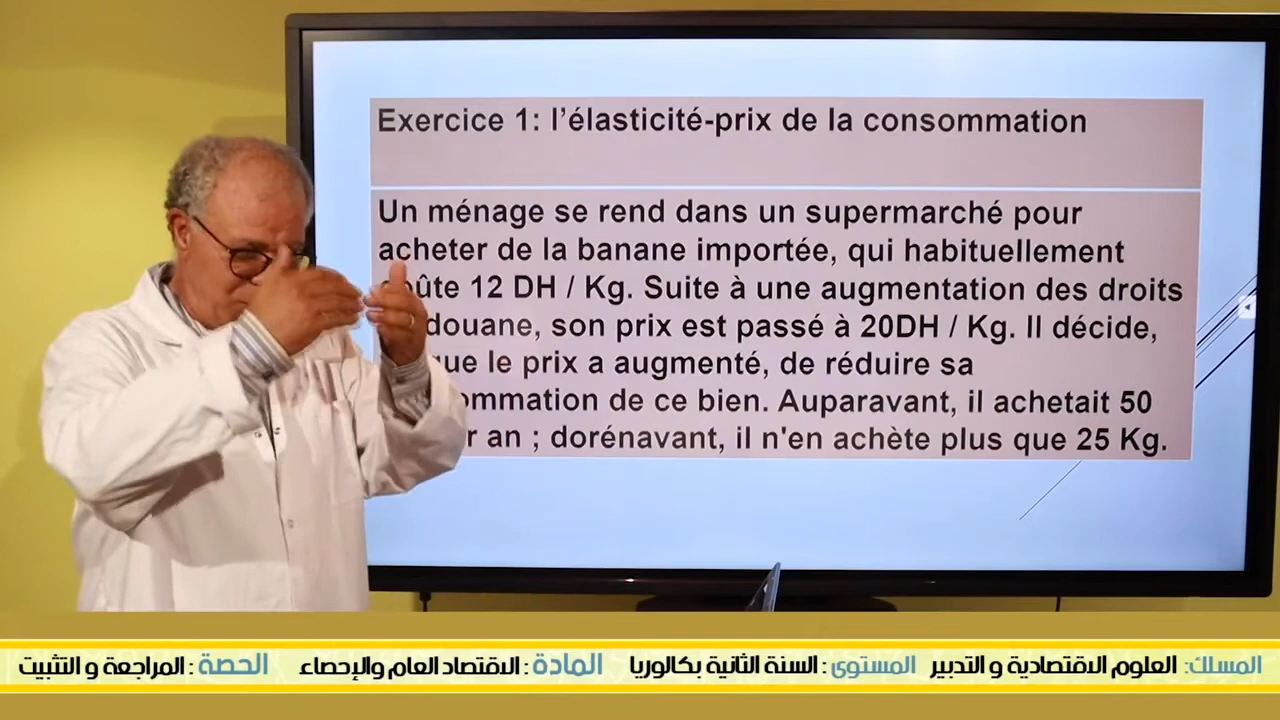 Exercice 1: l'élasticité-prix de la consommation
Un ménage se rend dans un supermarché pour
acheter de la banane importée, qui habituellement
12 DH / Kg. Suite à une augmentation des droits
douane, son prix est passé à 20DH / Kg. Il décide,
le prix a augmenté, de réduire sa
de ce bien. Auparavant, il achetait 50
an ; dorénavant, il n'en achète plus que 25 Kg.
المسلك: العلوم الاقتصادية و التدبير المستوى : السنة الثانية بكالوريا المادة : الاقتصاد العام والإحصاء الحصة : المراجعة و التثبيت